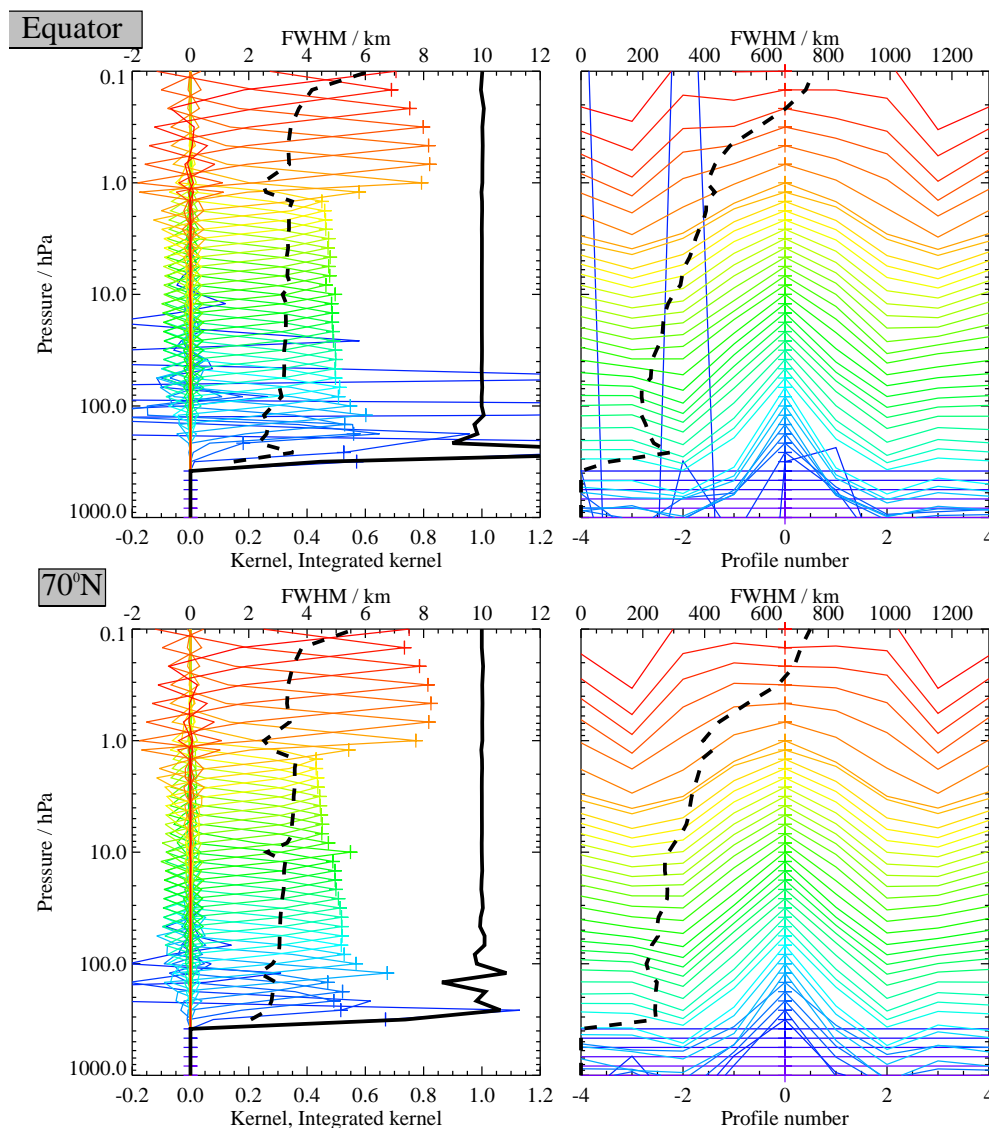 Equator
FWHM / km
-2 0 2 4 6 8 10 12
0.1
1.0
10.0
100.0
1000.0
Pressure / hPa
-0.2 0.0 0.2 0.4 0.6 0.8 1.0 1.2
Kernel, Integrated kernel
FWHM / km
0 200 400 600 800 1000
-4 -2 0 2 4
Profile number
70⁰N
FWHM / km
-2 0 2 4 6 8 10 12
0.1
1.0
10.0
100.0
1000.0
Pressure / hPa
-0.2 0.0 0.2 0.4 0.6 0.8 1.0 1.2
Kernel, Integrated kernel
FWHM / km
0 200 400 600 800 1000
-4 -2 0 2 4
Profile number